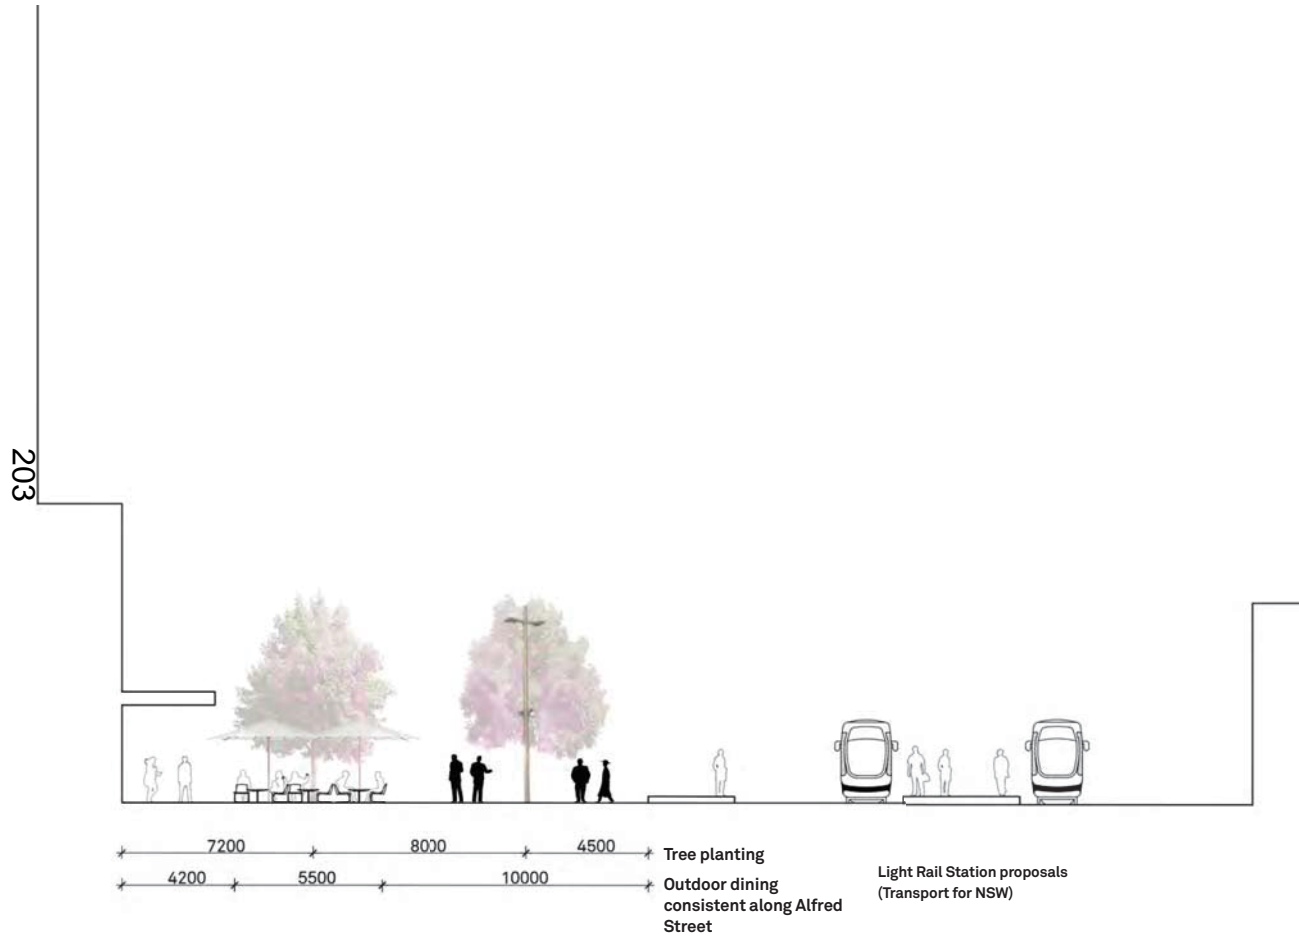 203
7200 8000 4500 Tree planting
4200 5500 10000 Outdoor dining
consistent along Alfred
Street
Light Rail Station proposals
(Transport for NSW)